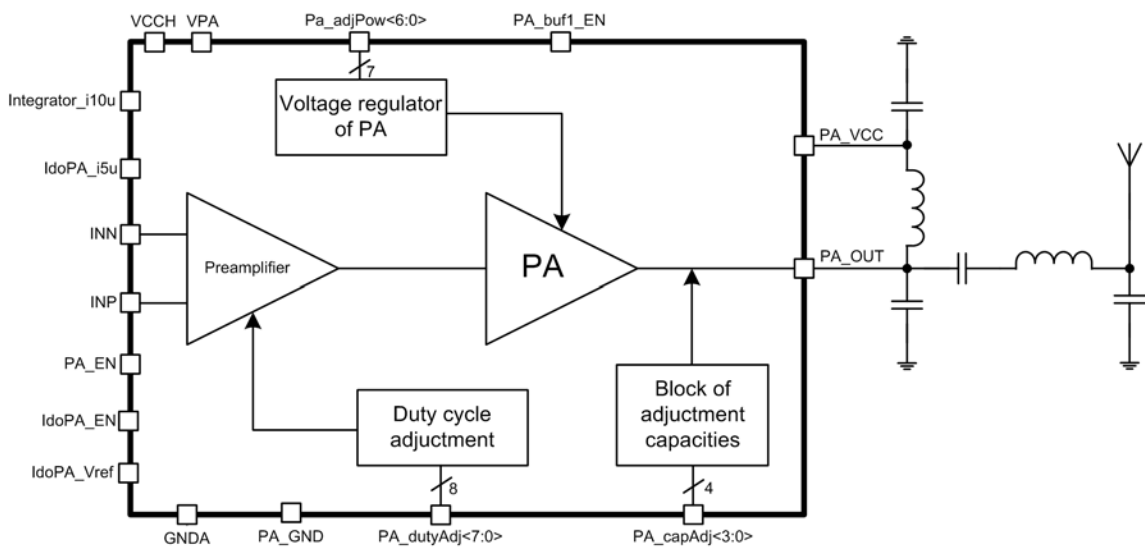 VCCH
VPA
Pa_adjPow<6:0>
PA_buf1_EN
7
Integrator_i10u
Voltage regulator
of PA
PA_VCC
IdoPA_i5u
INN
Preamplifier
PA
PA_OUT
INP
PA_EN
IdoPA_EN
Duty cycle
adjuctment
Block of
adjuctment
capacities
IdoPA_Vref
8
4
GNDA
PA_GND
PA_dutyAdj<7:0>
PA_capAdj<3:0>